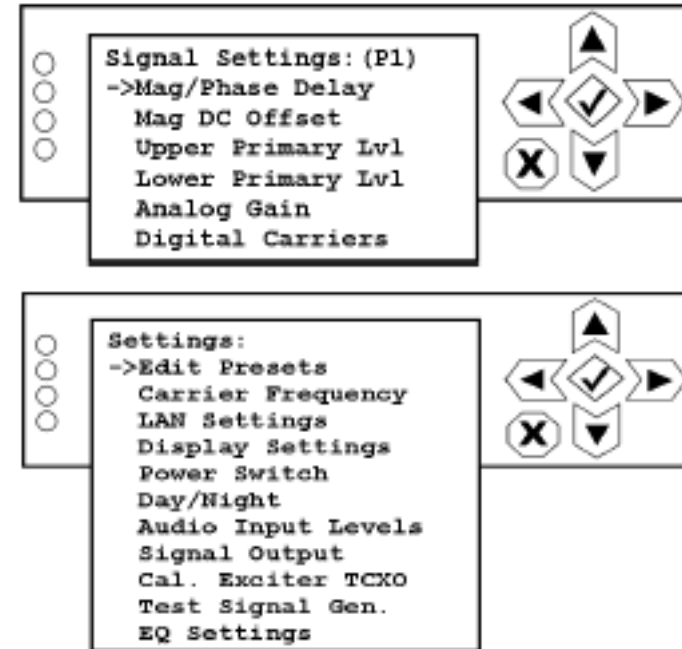 Signal Settings:(P1)
->Mag/Phase Delay
Mag DC Offset
Upper Primary Lvl
Lower Primary Lvl
Analog Gain
Digital Carriers
X
Settings:
->Edit Presets
Carrier Frequency
LAN Settings
Display Settings
Power Switch
Day/Night
Audio Input Levels
Signal Output
Cal. Exciter TCXO
Test Signal Gen.
EQ Settings
X